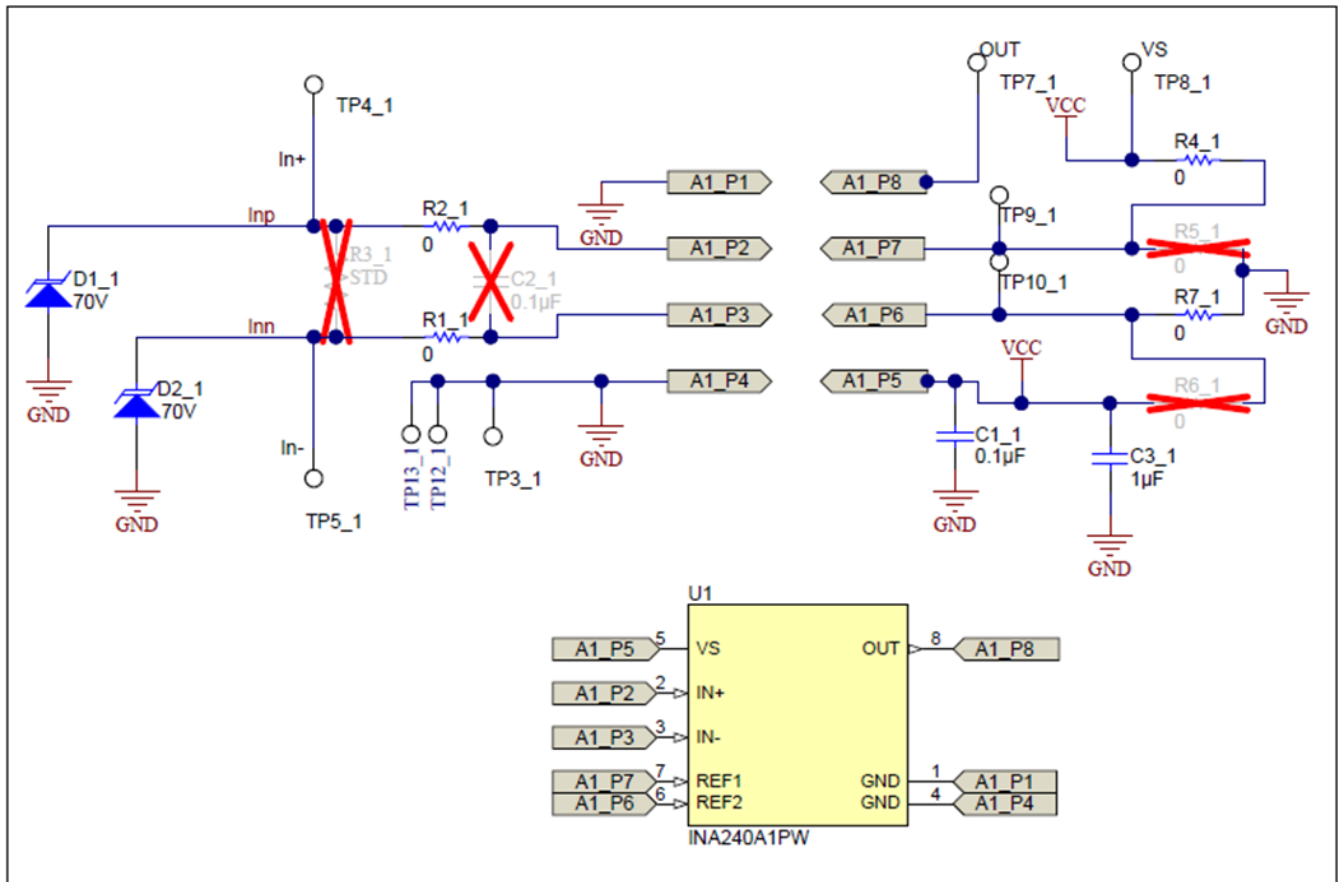 OUT
VS
TP7_1
TP8_1
TP4_1
VCC
R4_1
0
In+
A1_P1
A1_P8
GND
TP9_1
Inp
R2_1
0
R3_1
STD
A1_P2
A1_P7
R5_1
0
D1_1
70V
C2_1
0.1µF
TP10_1
Inn
R1_1
0
A1_P3
A1_P6
R7_1
0
GND
VCC
A1_P4
A1_P5
R6_1
0
GND
D2_1
70V
In-
TP13_1
TP12_1
TP3_1
GND
C1_1
0.1µF
C3_1
1µF
GND
TP5_1
GND
GND
U1
A1_P5
5
VS
OUT
8
A1_P8
A1_P2
2
IN+
A1_P3
3
IN-
A1_P7
7
REF1
GND
1
A1_P1
A1_P6
6
REF2
GND
4
A1_P4
INA240A1PW